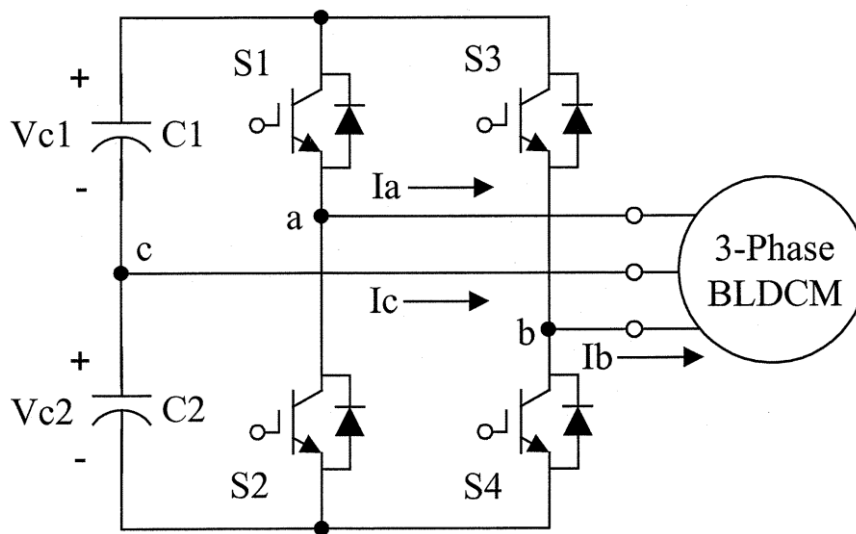 S1
S3
+
Vc1
C1
-
Ia
a
c
3-Phase
BLDCM
Ic
b
Ib
+
Vc2
C2
-
S2
S4